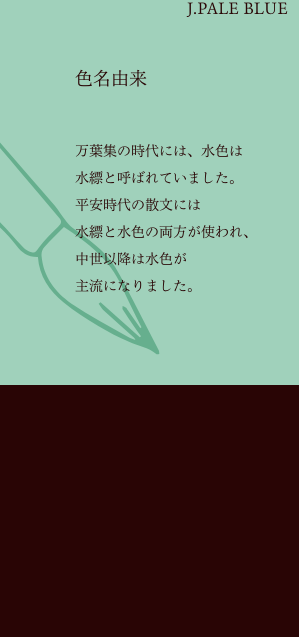 J.PALE BLUE
色名由来
万葉集の時代には、水色は
水縹と呼ばれていました。
平安時代の散文には
水縹と水色の両方が使われ、
中世以降は水色が
主流になりました。